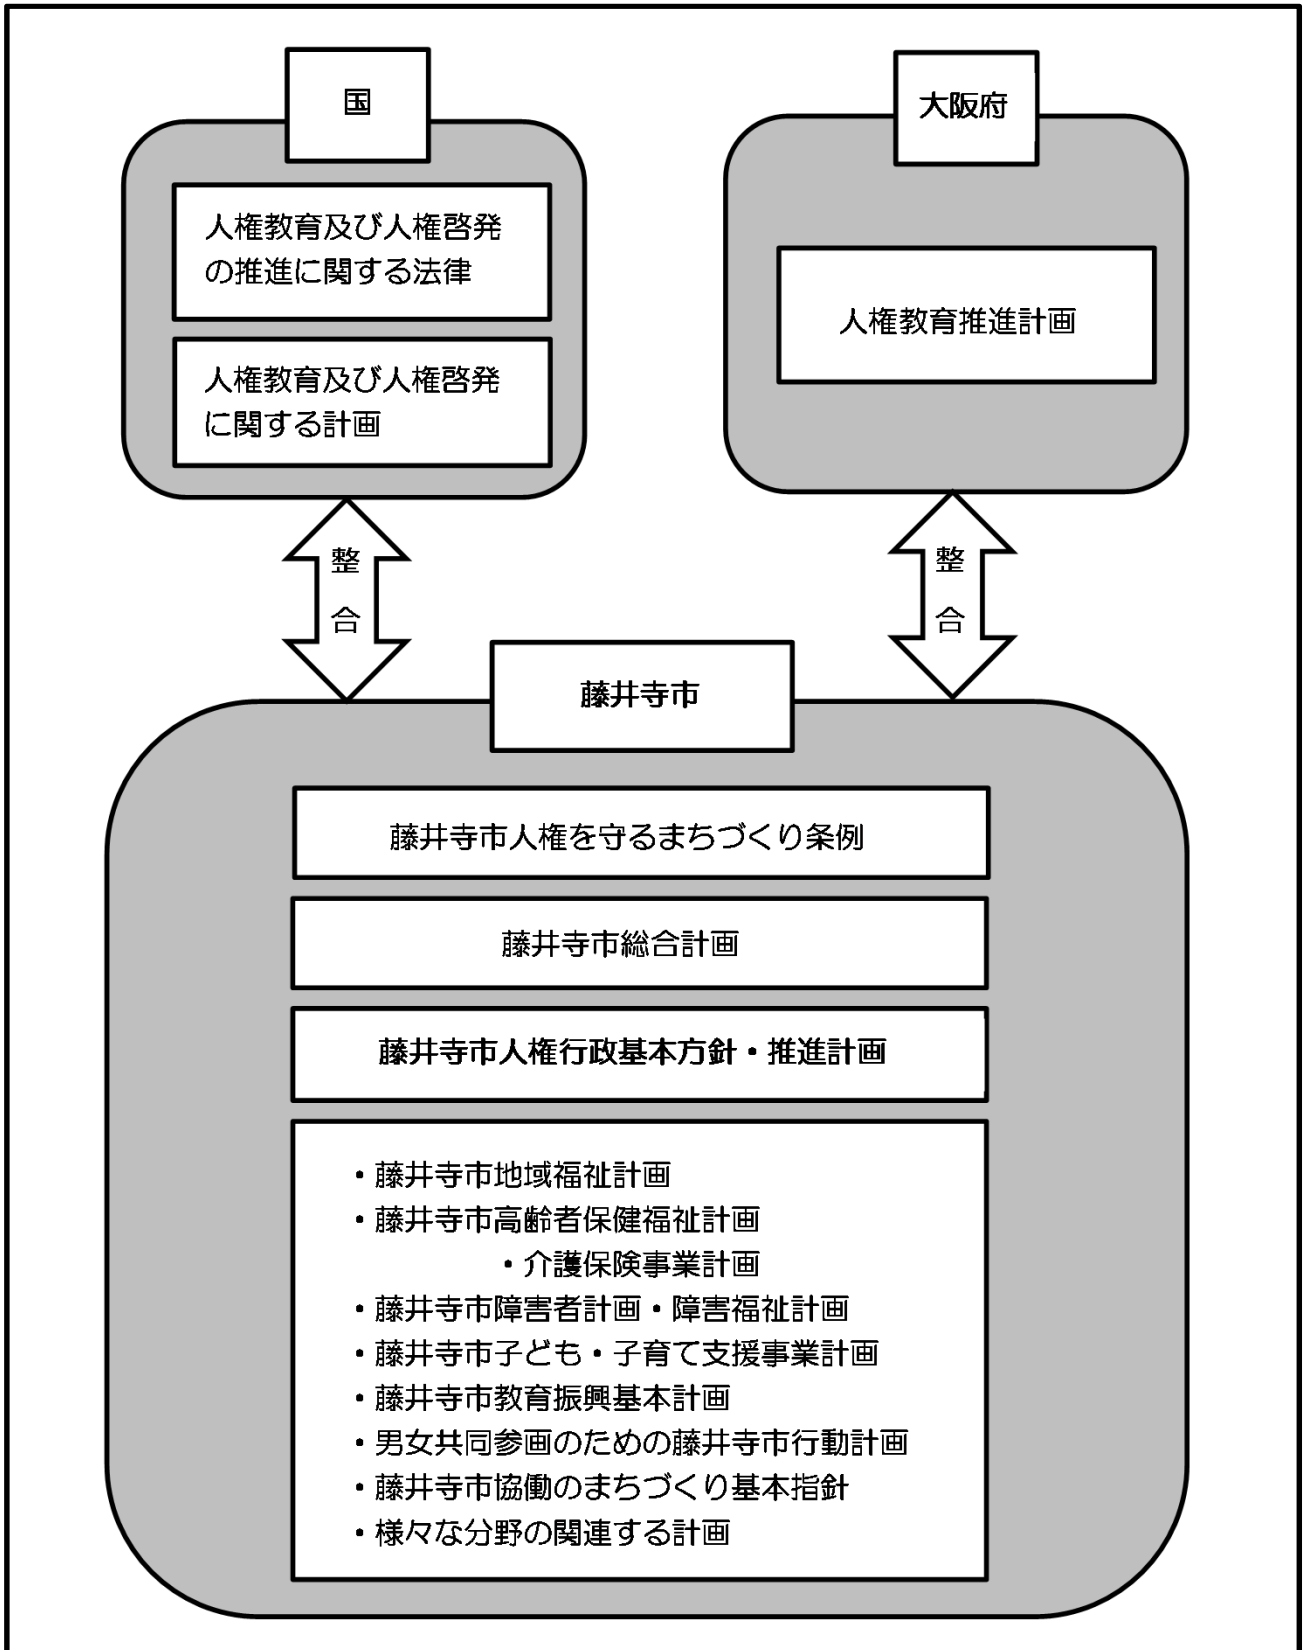 国
人権教育及び人権啓発
の推進に関する法律
人権教育及び人権啓発
に関する計画
大阪府
人権教育推進計画
整
合
整
合
藤井寺市
藤井寺市人権を守るまちづくり条例
藤井寺市総合計画
藤井寺市人権行政基本方針・推進計画
・藤井寺市地域福祉計画
・藤井寺市高齢者保健福祉計画
・介護保険事業計画
・藤井寺市障害者計画・障害福祉計画
・藤井寺市子ども・子育て支援事業計画
・藤井寺市教育振興基本計画
・男女共同参画のための藤井寺市行動計画
・藤井寺市協働のまちづくり基本指針
・様々な分野の関連する計画